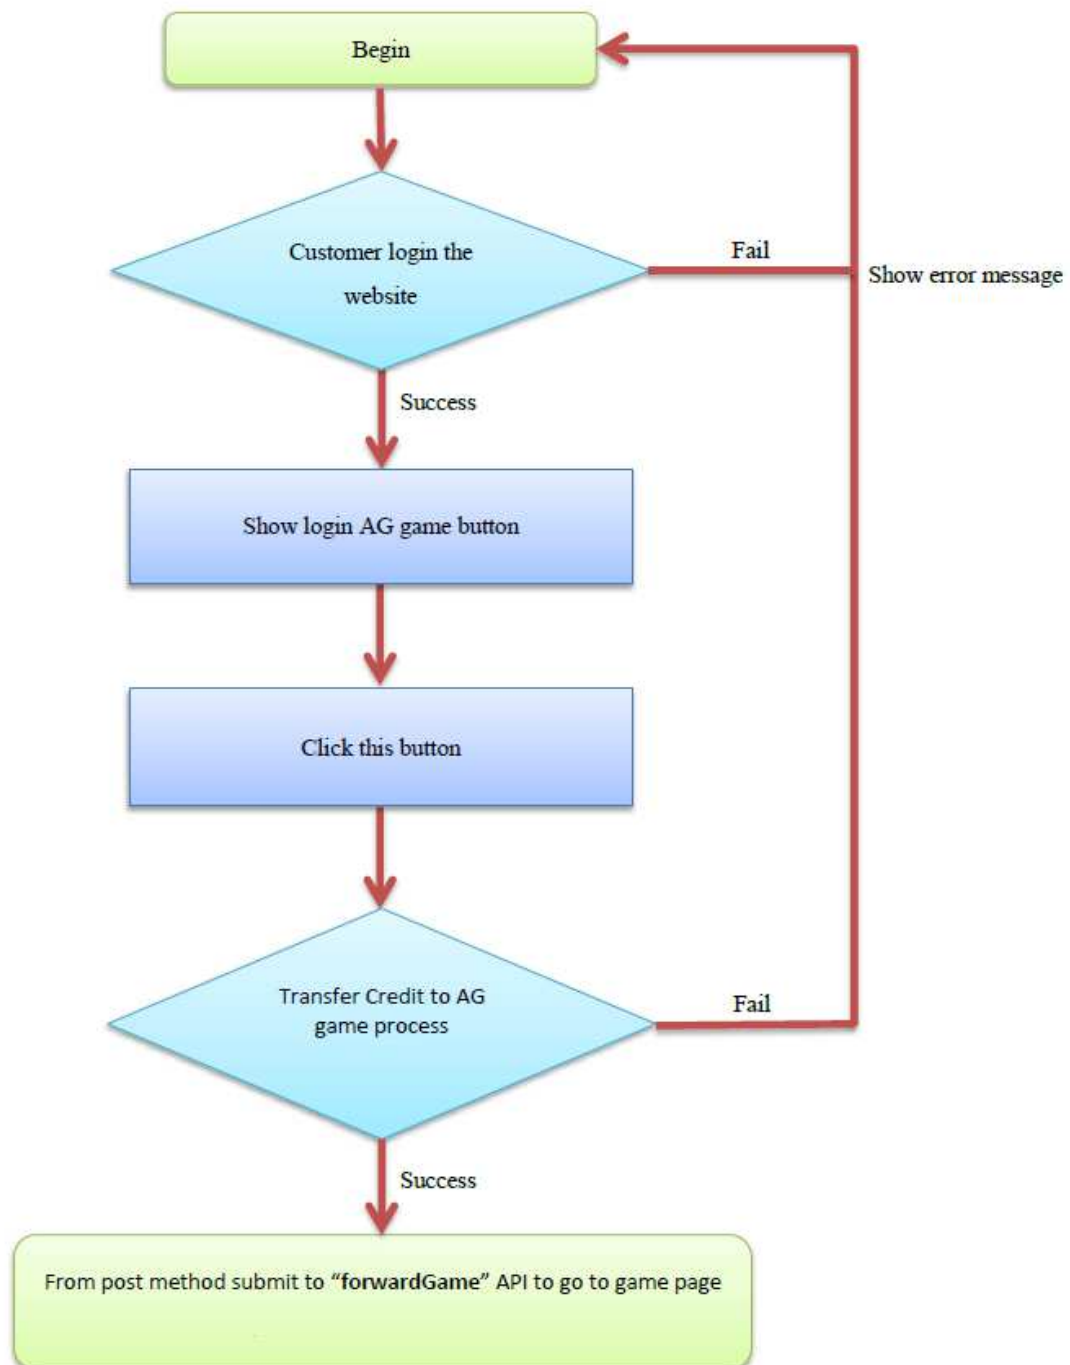 Begin
Customer login the
website
Fail
Show error message
Success
Show login AG game button
Click this button
Transfer Credit to AG
game process
Fail
Success
From post method submit to “forwardGame” API to go to game page